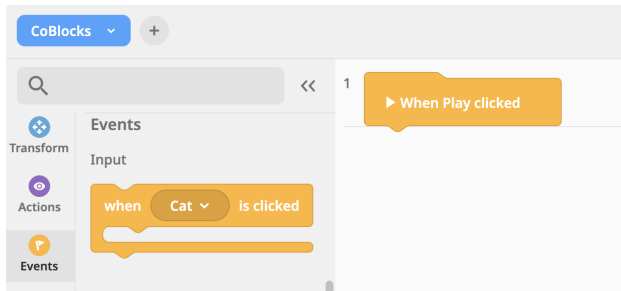 CoBlocks
Events
Input
Transform
Actions
Events
when Cat is clicked
1
When Play clicked